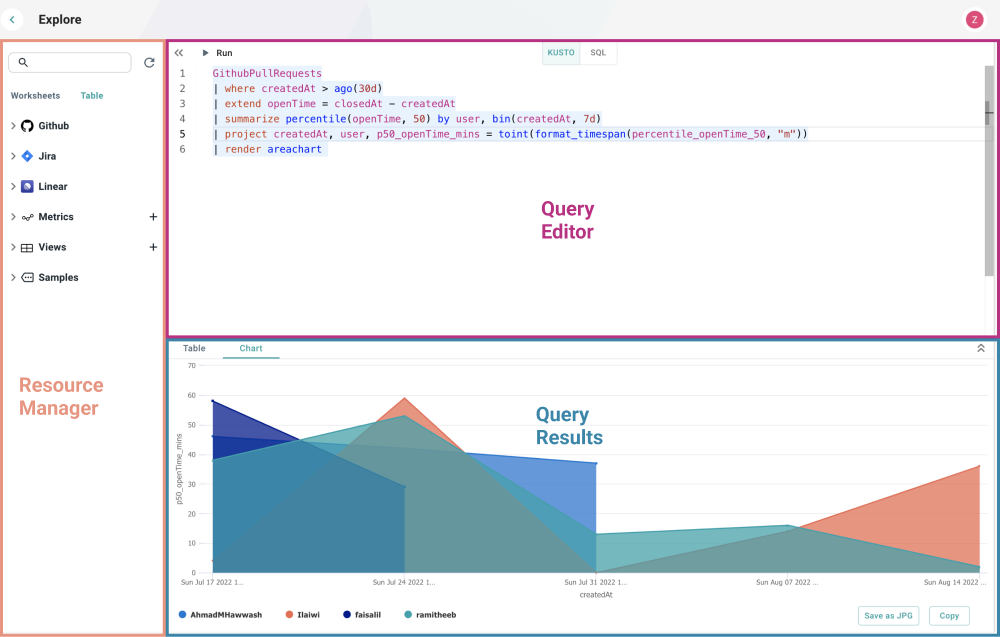 Explore
Z
Run
KUSTO SQL
Worksheets Table
Github
Jira
Linear
Metrics +
Views +
Samples
Resource
Manager
1 GithubPullRequests
2 | where createdAt > ago(30d)
3 | extend openTime = closedAt - createdAt
4 | summarize percentile(openTime, 50) by user, bin(createdAt, 7d)
5 | project createdAt, user, p50_openTime_mins = toint(format_timespan(percentile_openTime_50, "m"))
6 | render areachart
Query
Editor
Table Chart
Query
Results
p50_openTime_mins
70
60
50
40
30
20
10
0
Sun Jul 17 2022 1... Sun Jul 24 2022 1... Sun Jul 31 2022 1... Sun Aug 07 2022 ... Sun Aug 14 2022 ...
createdAt
AhmadMHawwash Ilaiwi faisalil ramitheeb
Save as JPG Copy